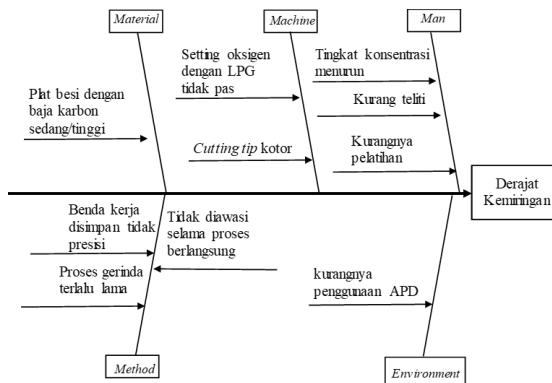 Material
Machine
Man
Setting oksigen
dengan LPG
tidak pas
Tingkat konsentrasi
menurun
Plat besi dengan
baja karbon
sedang/tinggi
Kurang teliti
Cutting tip kotor
Kurangnya
pelatihan
Derajat
Kemiringan
Benda kerja
disimpan tidak
presisi
Tidak diawasi
selama proses
berlangsung
Proses gerinda
terlalu lama
kurangnya
penggunaan APD
Method
Environment